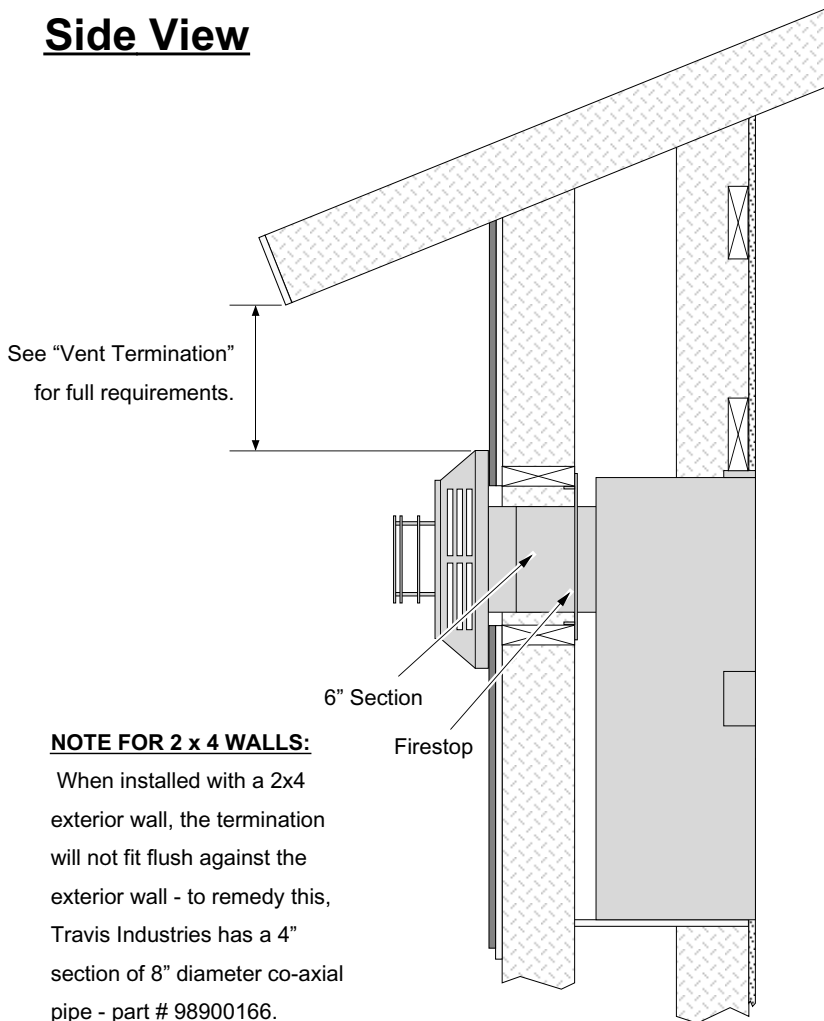 Side View
See “Vent Termination”
for full requirements.
6” Section
Firestop
NOTE FOR 2 x 4 WALLS:
When installed with a 2x4
exterior wall, the termination
will not fit flush against the
exterior wall - to remedy this,
Travis Industries has a 4”
section of 8” diameter co-axial
pipe - part # 98900166.